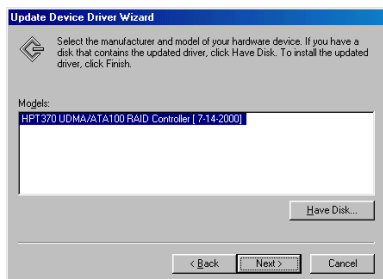 Update Device Driver Wizard
Select the manufacturer and model of your hardware device. If you have a
disk that contains the updated driver, click Have Disk. To install the updated
driver, click Finish.
Models:
HPT370 UDMA/ATA100 RAID Controller [ 7-14-2000]
Have Disk...
< Back
Next >
Cancel